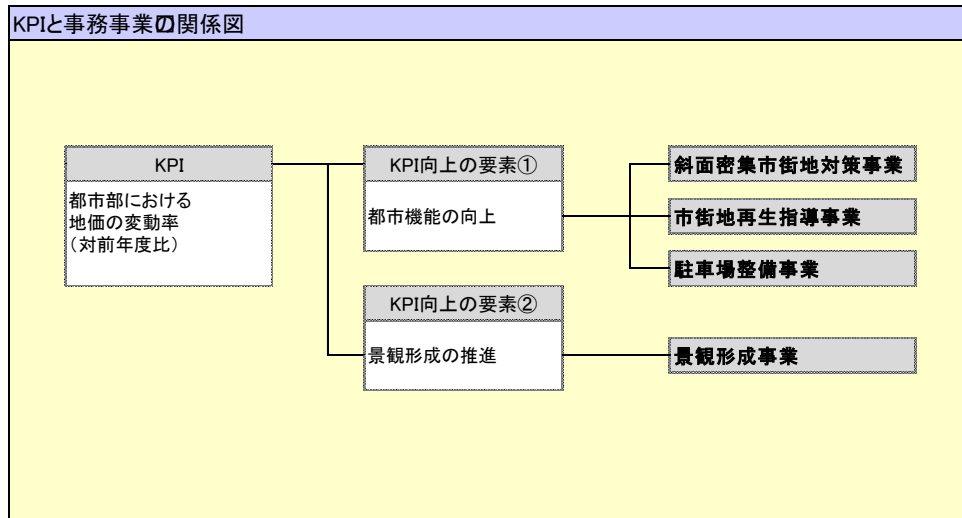 KPIと事務事業の関係図
KPI
都市部における
地価の変動率
（対前年度比）
KPI向上の要素①
都市機能の向上
斜面密集市街地対策事業
市街地再生指導事業
駐車場整備事業
KPI向上の要素②
景観形成の推進
景観形成事業